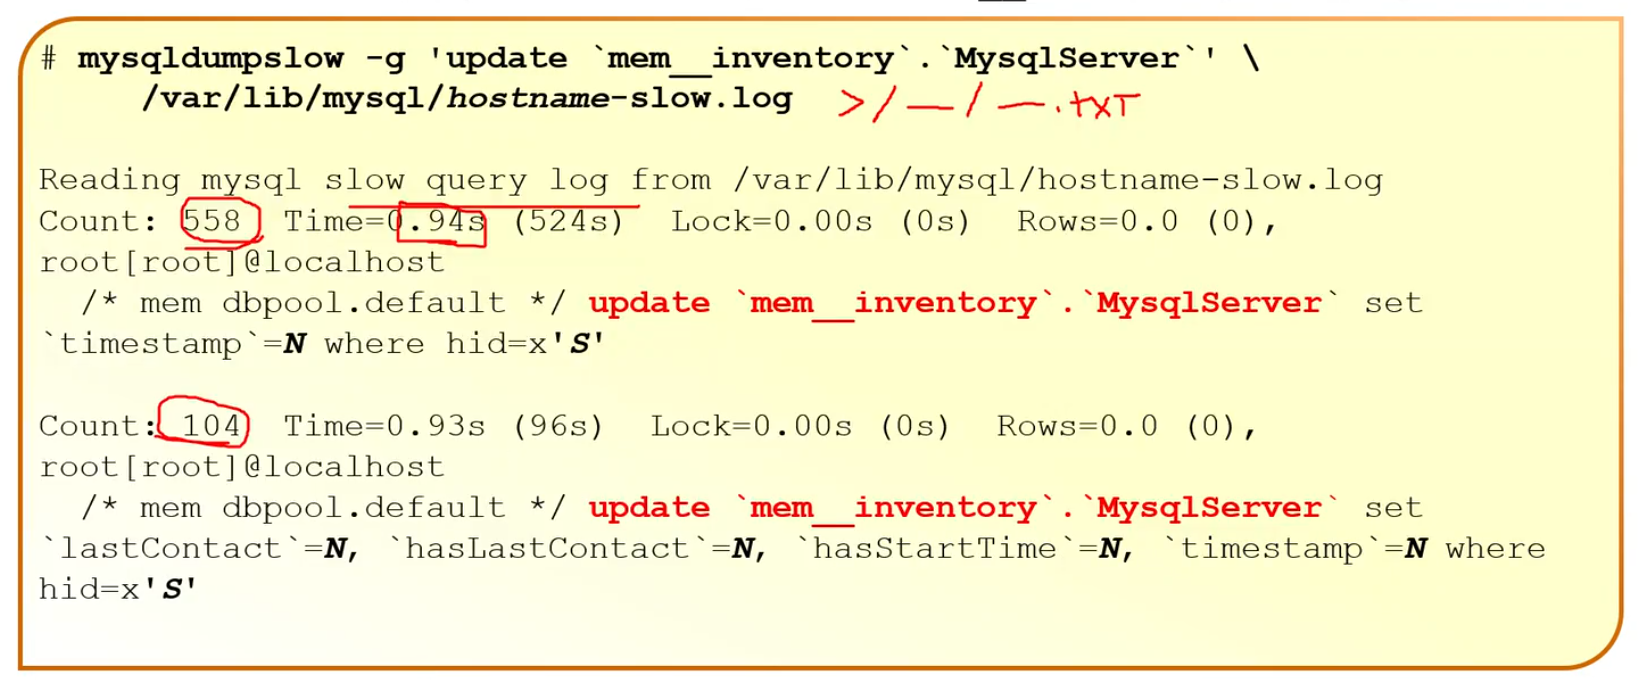 # mysqldumpslow -g 'update `mem__inventory`.`MysqlServer`' \
/var/lib/mysql/hostname-slow.log >/—/—.txt
Reading mysql slow query log from /var/lib/mysql/hostname-slow.log
Count: 558 Time=0.94s (524s) Lock=0.00s (0s) Rows=0.0 (0),
root[root]@localhost
/* mem dbpool.default */ update `mem__inventory`.`MysqlServer` set
`timestamp`=N where hid=x'S'
Count: 104 Time=0.93s (96s) Lock=0.00s (0s) Rows=0.0 (0),
root[root]@localhost
/* mem dbpool.default */ update `mem__inventory`.`MysqlServer` set
`lastContact`=N, `hasLastContact`=N, `hasStartTime`=N, `timestamp`=N where
hid=x'S'